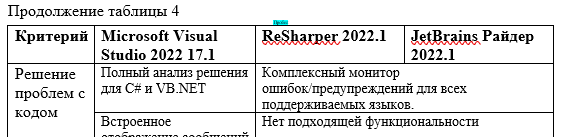 Продолжение таблицы 4
Критерий Microsoft Visual Studio 2022 17.1 ReSharper 2022.1 JetBrains Райдер 2022.1
Решение проблем с кодом
Полный анализ решения для C# и VB.NET
Комплексный монитор ошибок/предупреждений для всех поддерживаемых языков.
Встроенное
Нет подходящей функциональности